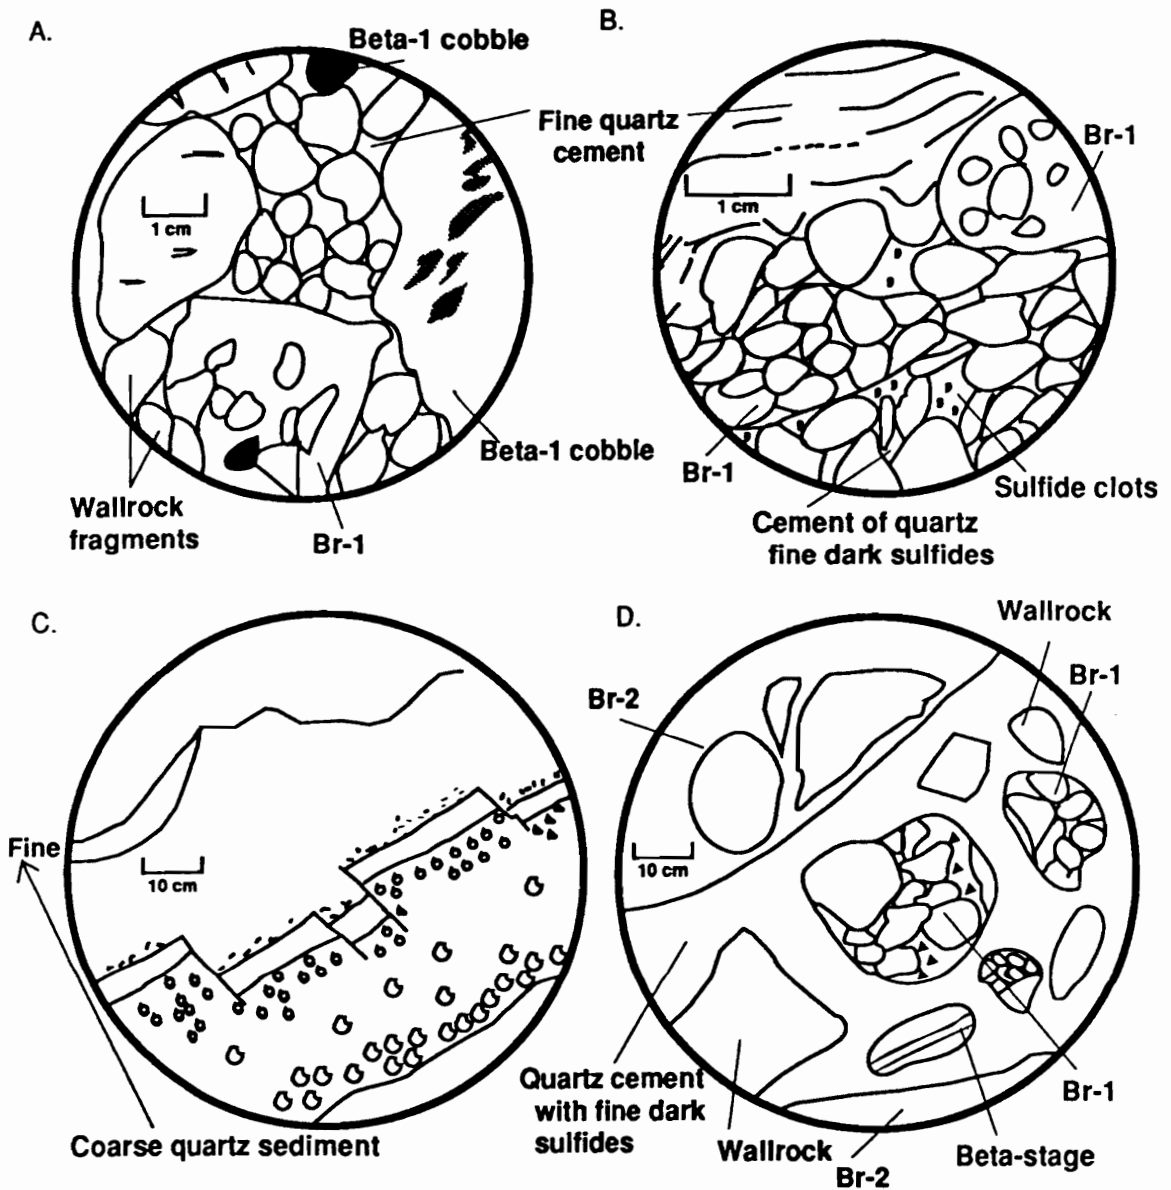 A.
Beta-1 cobble
B.
Fine quartz
cement
Br-1
1 cm
1 cm
Beta-1 cobble
Wallrock
fragments
Br-1
Br-1
Sulfide clots
Cement of quartz
fine dark sulfides
C.
D.
Wallrock
Br-1
Br-2
Fine
10 cm
10 cm
Coarse quartz sediment
Quartz cement
with fine dark
sulfides
Wallrock
Br-2
Br-1
Beta-stage